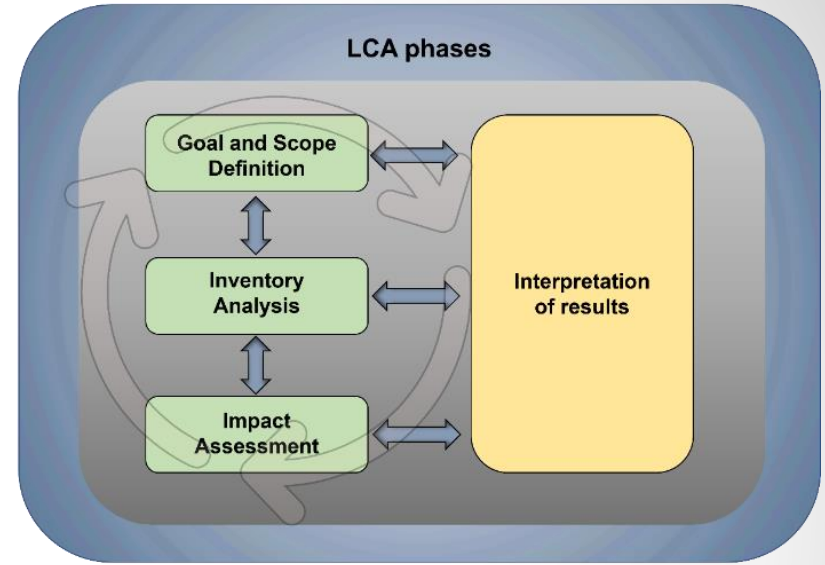 LCA phases
Goal and Scope
Definition
Inventory
Analysis
Impact
Assessment
Interpretation
of results